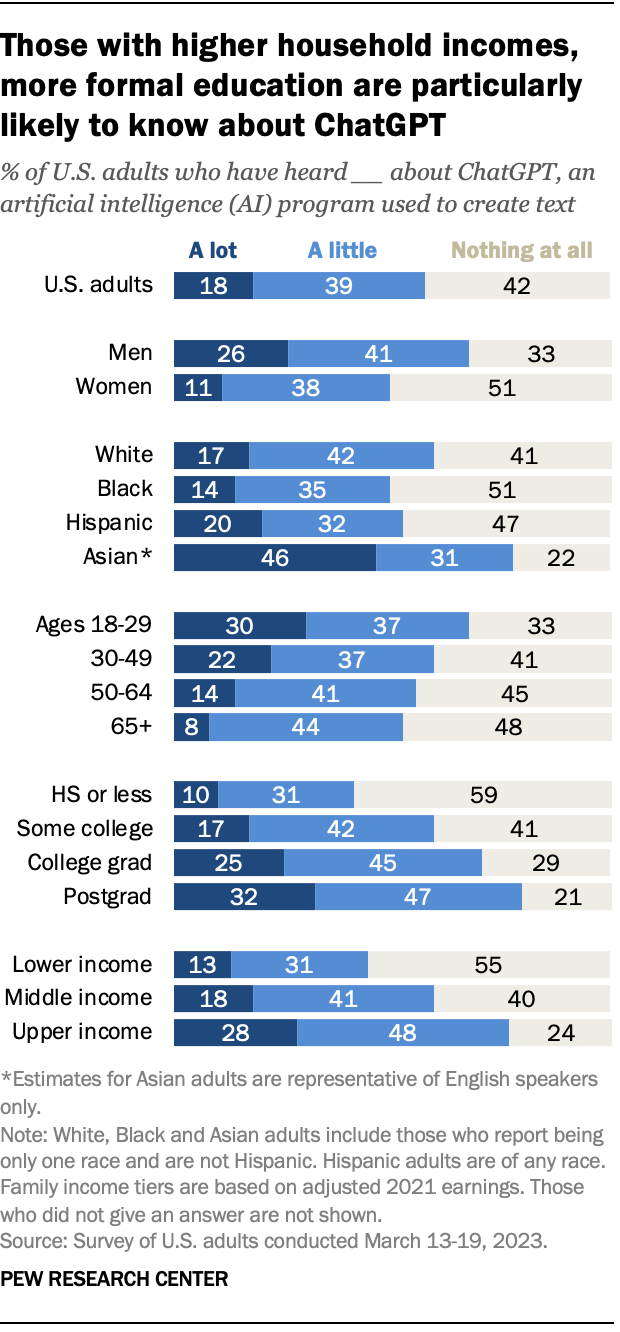 Those with higher household incomes,
more formal education are particularly
likely to know about ChatGPT
% of U.S. adults who have heard __ about ChatGPT, an
artificial intelligence (AI) program used to create text
A lot A little Nothing at all
U.S. adults 18 39 42
Men 26 41 33
Women 11 38 51
White 17 42 41
Black 14 35 51
Hispanic 20 32 47
Asian* 46 31 22
Ages 18-29 30 37 33
30-49 22 37 41
50-64 14 41 45
65+ 8 44 48
HS or less 10 31 59
Some college 17 42 41
College grad 25 45 29
Postgrad 32 47 21
Lower income 13 31 55
Middle income 18 41 40
Upper income 28 48 24
*Estimates for Asian adults are representative of English speakers
only.
Note: White, Black and Asian adults include those who report being
only one race and are not Hispanic. Hispanic adults are of any race.
Family income tiers are based on adjusted 2021 earnings. Those
who did not give an answer are not shown.
Source: Survey of U.S. adults conducted March 13-19, 2023.
PEW RESEARCH CENTER